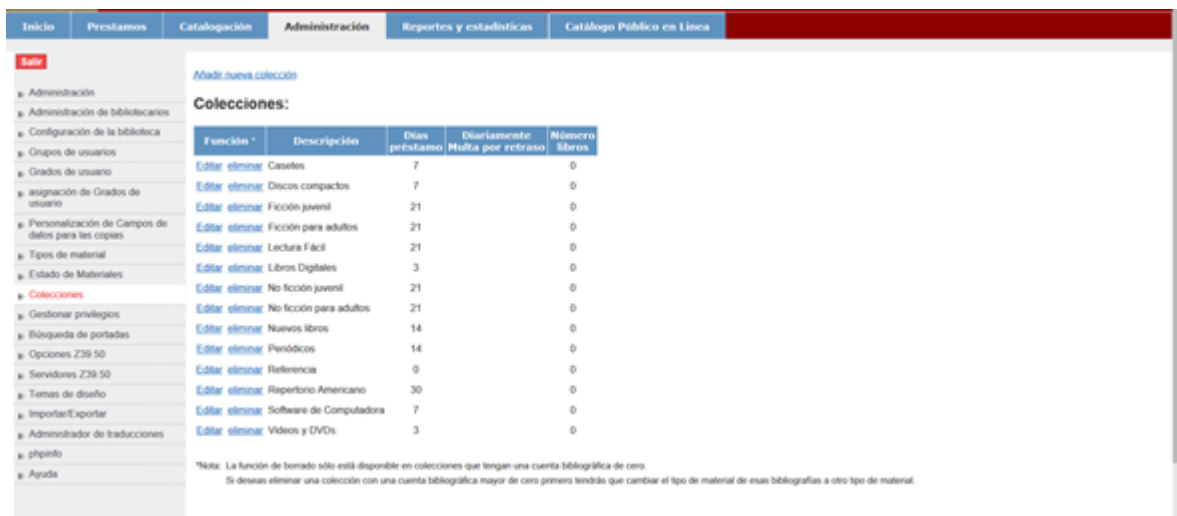 Inicio Prestamos Catalogación Administración Reportes y estadísticas Catálogo Público en Linea
Salir
Administración
Administración de bibliotecarios
Configuración de la biblioteca
Grupos de usuarios
Grados de usuario
asignación de Grados de
usuario
Personalización de Campos de
datos para las copias
Tipos de material
Estado de Materiales
Colecciones
Gestionar privilegios
Búsqueda de portadas
Opciones Z39.50
Servidores Z39.50
Temas de diseño
Importar/Exportar
Administrador de traducciones
phpinfo
Ayuda
Añadir nueva colección
Colecciones:
Función * Descripción Días préstamo Diariamente Multa por retraso Número libros
Editar eliminar Casetes 7 0
Editar eliminar Discos compactos 7 0
Editar eliminar Ficción juvenil 21 0
Editar eliminar Ficción para adultos 21 0
Editar eliminar Lectura Fácil 21 0
Editar eliminar Libros Digitales 3 0
Editar eliminar No ficción juvenil 21 0
Editar eliminar No ficción para adultos 21 0
Editar eliminar Nuevos libros 14 0
Editar eliminar Periódicos 14 0
Editar eliminar Referencia 0 0
Editar eliminar Repertorio Americano 30 0
Editar eliminar Software de Computadora 7 0
Editar eliminar Videos y DVDs 3 0
*Nota: La función de borrado sólo está disponible en colecciones que tengan una cuenta bibliográfica de cero.
Si deseas eliminar una colección con una cuenta bibliográfica mayor de cero primero tendrás que cambiar el tipo de material de esas bibliografías a otro tipo de material.